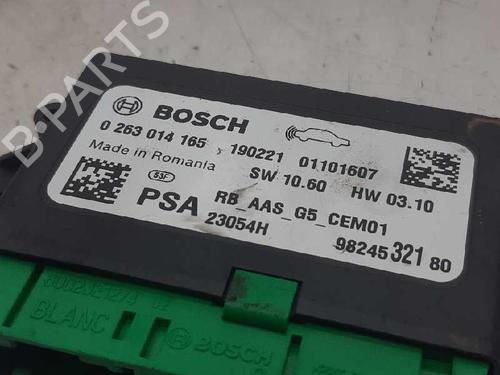 B-PARTS
BOSCH
0 263 014 165 190221 01101607
Made in Romania SW 10.60 HW 03.10
PSA RB_AAS_G5_CEM01
23054H
98245 321 80
BLANC
BOSCH